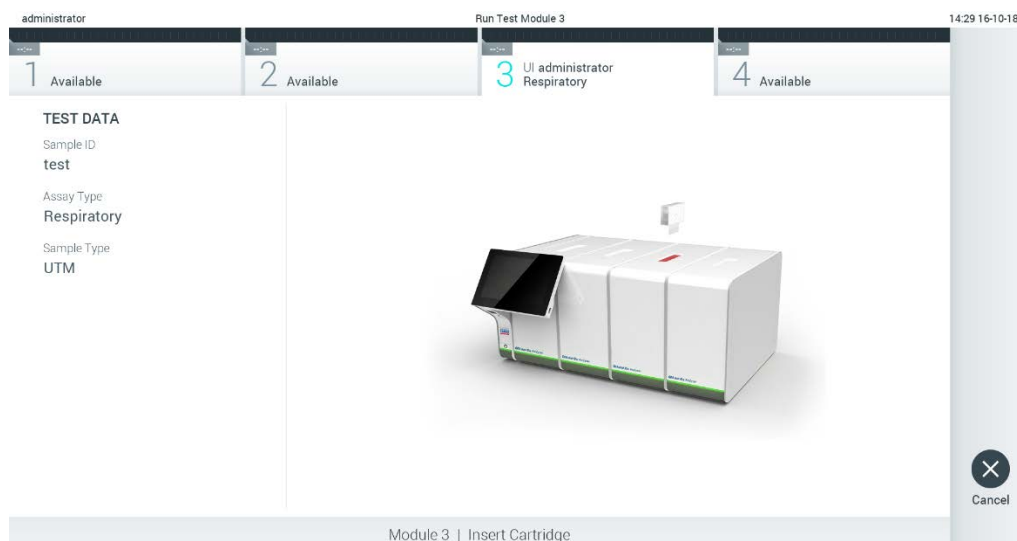 administrator
Run Test Module 3
14:29 16-10-18
--:--
--:--
--:--
--:--
1 Available
2 Available
3 UI administrator
Respiratory
4 Available
TEST DATA
Sample ID
test
Assay Type
Respiratory
Sample Type
UTM
Cancel
Module 3 | Insert Cartridge